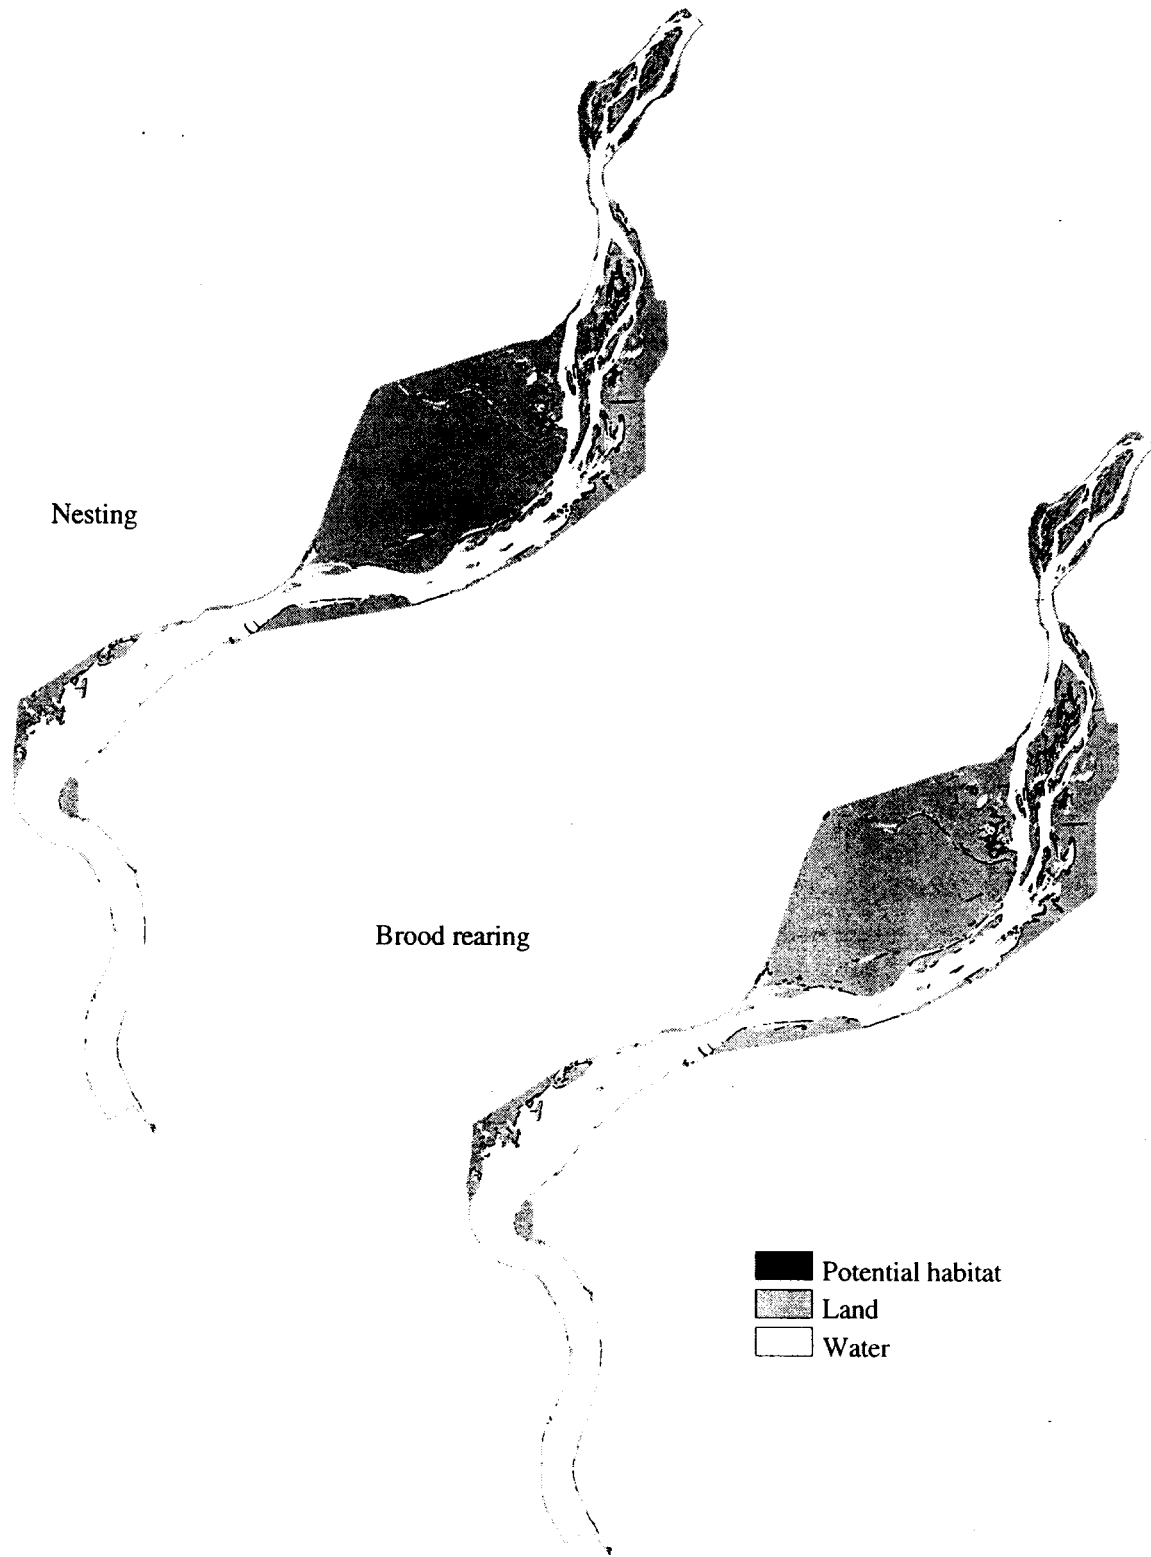 Nesting
Brood rearing
Potential habitat
Land
Water